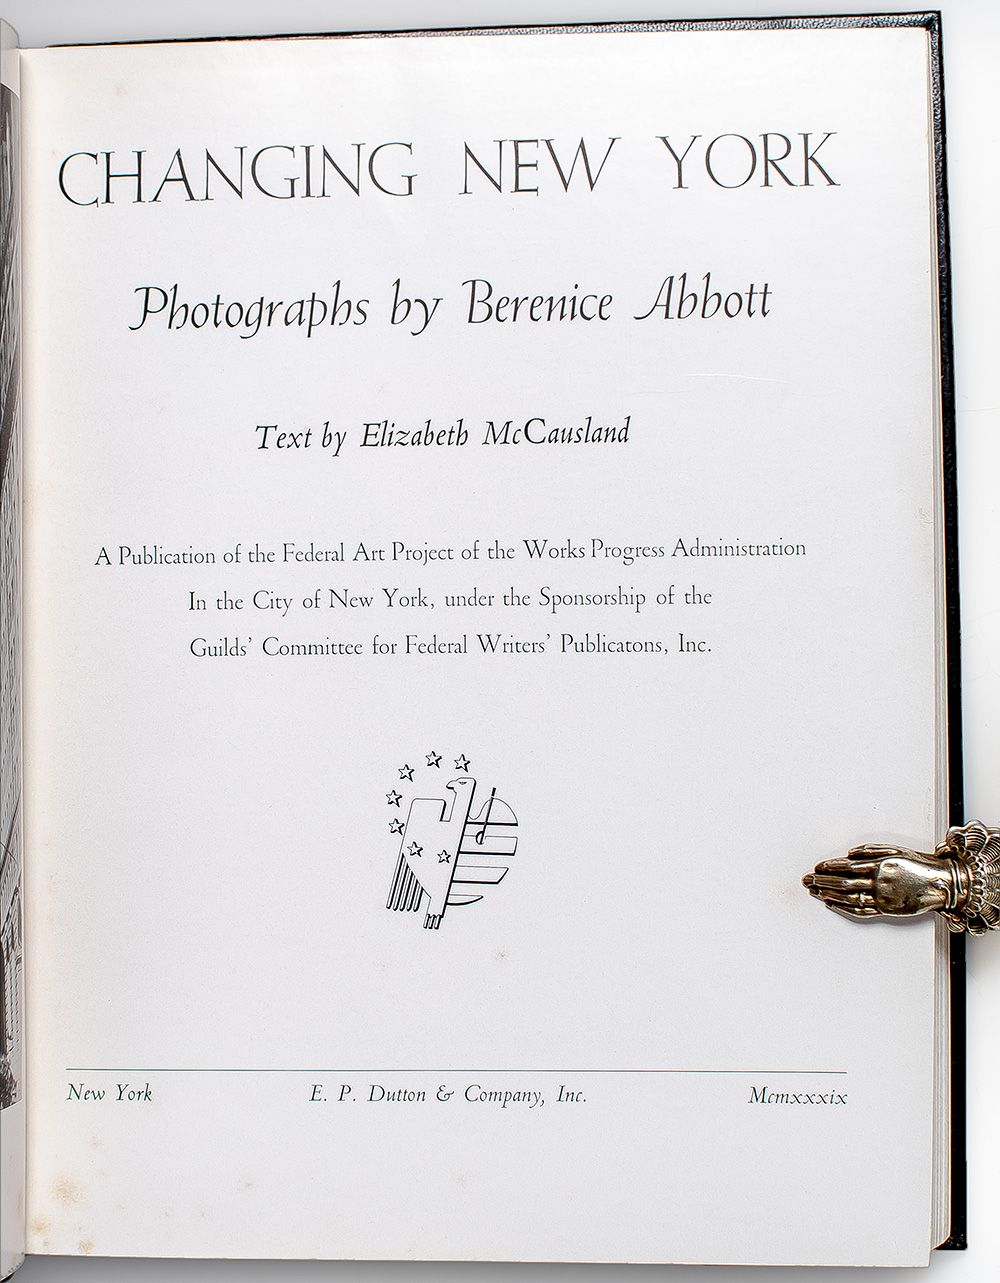 CHANGING NEW YORK
Photographs by Berenice Abbott
Text by Elizabeth McCausland
A Publication of the Federal Art Project of the Works Progress Administration
In the City of New York, under the Sponsorship of the
Guilds' Committee for Federal Writers' Publicatons, Inc.
New York E. P. Dutton & Company, Inc. Mcmxxxix